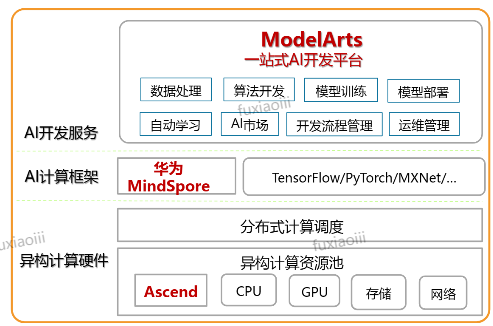 ModelArts
一站式AI开发平台
数据处理 算法开发 模型训练 模型部署
fuxiaoiii
自动学习 AI市场 开发流程管理 运维管理
AI开发服务
AI计算框架
华为
MindSpore
TensorFlow/PyTorch/MXNet/...
分布式计算调度
fuxiaoiii
fuxiaoiii
异构计算硬件
异构计算资源池
Ascend CPU GPU 存储 网络